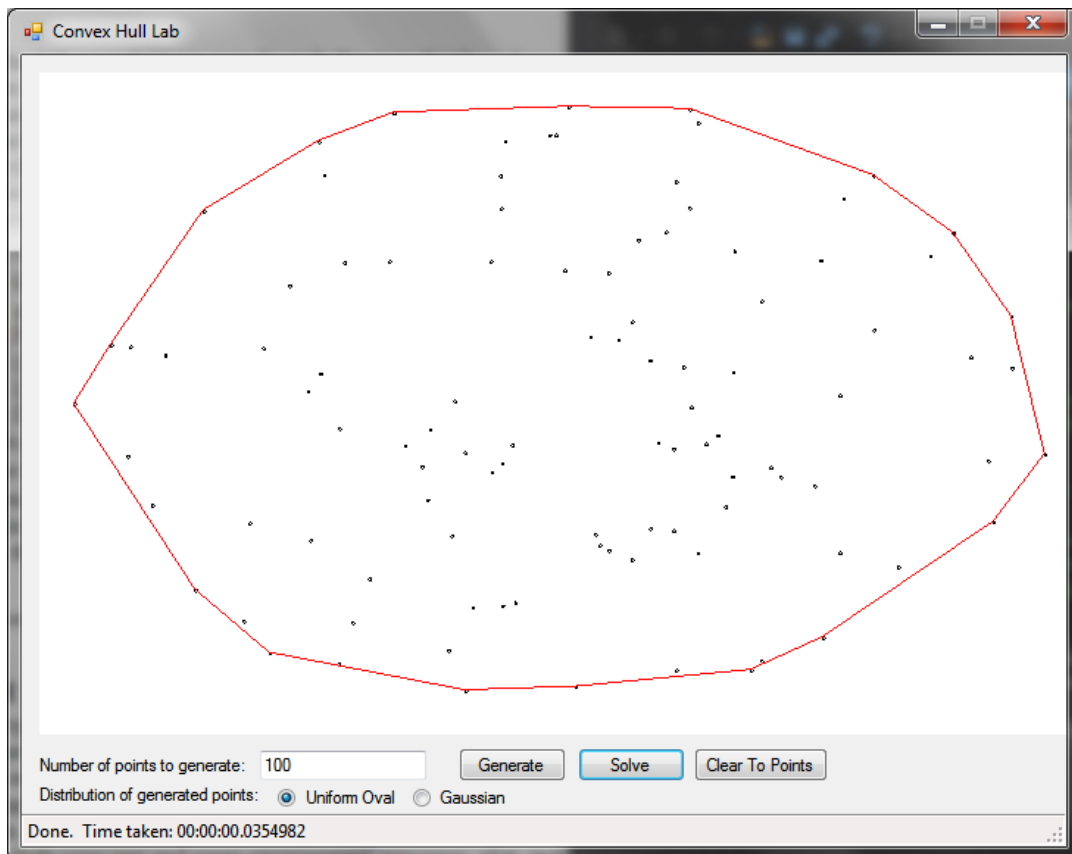 Convex Hull Lab
Number of points to generate: 100 Generate Solve Clear To Points
Distribution of generated points: Uniform Oval Gaussian
Done. Time taken: 00:00:00.0354982